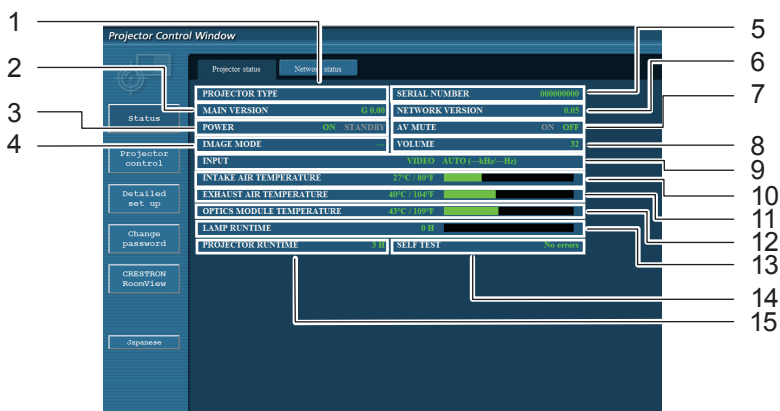 Projector Control Window
Projector status
Network status
Status
Projector control
Detailed set up
Change password
CRESTRON RoomView
Japanese
PROJECTOR TYPE
SERIAL NUMBER 000000000
MAIN VERSION G 0.00
NETWORK VERSION 0.05
POWER ON STANDBY
AV MUTE ON OFF
IMAGE MODE ---
VOLUME 32
INPUT VIDEO AUTO (---kHz/---Hz)
INTAKE AIR TEMPERATURE 27°C / 80°F
EXHAUST AIR TEMPERATURE 40°C / 104°F
OPTICS MODULE TEMPERATURE 43°C / 109°F
LAMP RUNTIME 0 H
PROJECTOR RUNTIME 3 H
SELF TEST No errors
1
2
3
4
5
6
7
8
9
10
11
12
13
14
15